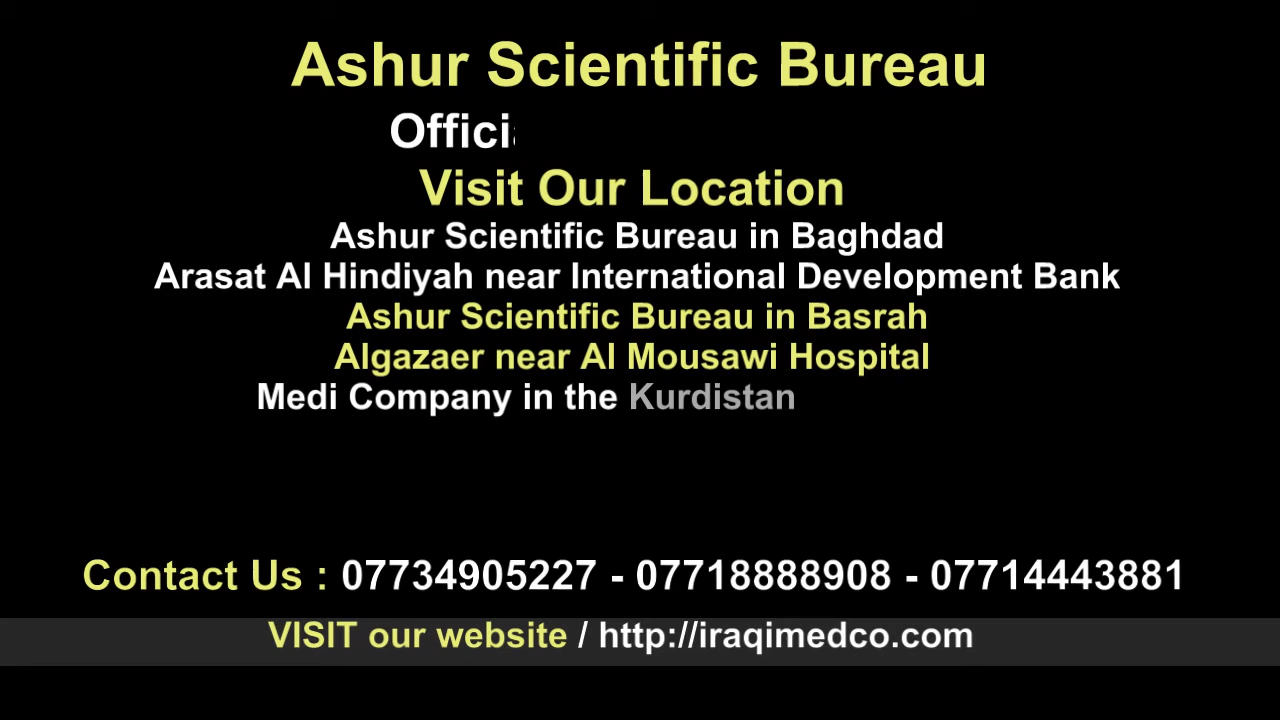 Ashur Scientific Bureau
Visit Our Location
Ashur Scientific Bureau in Baghdad
Arasat Al Hindiyah near International Development Bank
Ashur Scientific Bureau in Basrah
Algazaer near Al Mousawi Hospital
Medi Company in the Kurdistan
Contact Us : 07734905227 - 07718888908 - 07714443881
VISIT our website / http://iraqimedco.com